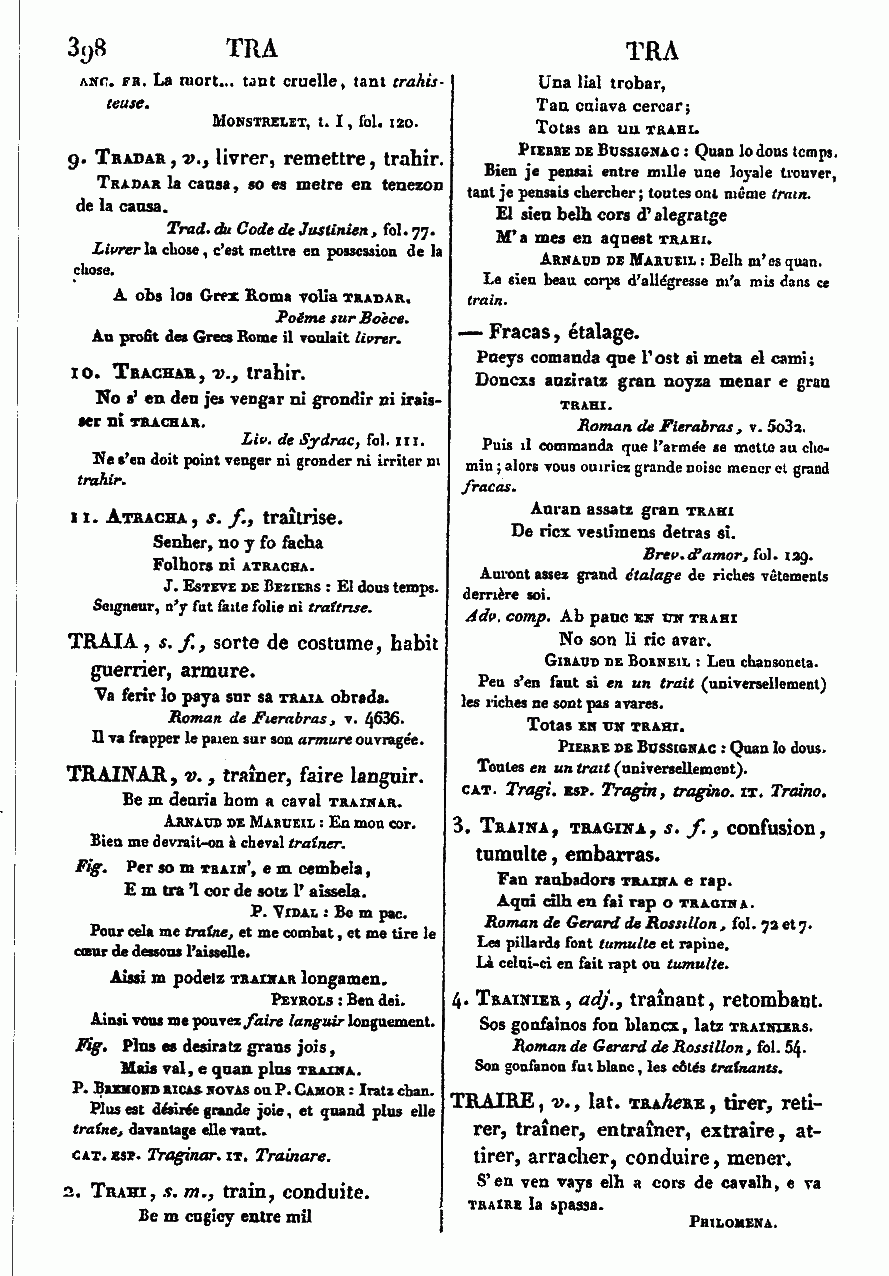 398 TRA TRA
ANC. FR. La mort... tant cruelle, tant trahis-
teuse.
MONSTRELET, t. I, fol. 120.
9. TRADAR, v., livrer, remettre, trahir.
TRADAR la causa, so es metre en tenezon
de la causa.
Trad. du Code de Justinien, fol. 77.
Livrer la chose, c'est mettre en possession de la
chose.
A obs los Grex Roma volia TRADAR.
Poëme sur Boèce.
Au profit des Grecs Rome il voulait livrer.
10. TRACHAR, v., trahir.
No s' en deu jes vengar ni grondir ni irais-
ser ni TRACHAR.
Liv. de Sydrac, fol. 111.
Ne s'en doit point venger ni gronder ni irriter ni
trahir.
11. ATRACHA, s. f., traîtrise.
Senher, no y fo facha
Folhors ni ATRACHA.
J. ESTEVE DE BEZIERS : El dous temps.
Seigneur, n'y fut faite folie ni traîtrise.
TRAIA, s. f., sorte de costume, habit
guerrier, armure.
Va ferir lo paya sur sa TRAIA obrada.
Roman de Fierabras, v. 4636.
Il va frapper le paien sur son armure ouvragée.
TRAINAR, v., traîner, faire languir.
Be m deuria hom a caval TRAINAR.
ARNAUD DE MARUEIL : En mon cor.
Bien me devrait-on à cheval traîner.
Fig. Per so m TRAIN', e m cembela,
E m tra 'l cor de sotz l' aissela.
P. VIDAL : Be m pac.
Pour cela me traîne, et me combat, et me tire le
cœur de dessous l'aisselle.
Aissi m podetz TRAINAR longamen.
PEYROLS : Ben dei.
Ainsi vous me pouvez faire languir longuement.
Fig. Plus es desiratz grans jois,
Mais val, e quan plus TRAINA.
P. BREMOND RICAS NOVAS ou P. CAMOR : Iratz chan.
Plus est désirée grande joie, et quand plus elle
traîne, davantage elle vaut.
CAT. ESP. Traginar. IT. Trainare.
2. TRAHI, s. m., train, conduite.
Be m cugiey entre mil
Una lial trobar,
Tan cuiava cercar;
Totas an un TRAHI.
PIERRE DE BUSSIGNAC : Quan lo dous temps.
Bien je pensai entre mille une loyale trouver,
tant je pensais chercher; toutes ont même train.
El sieu belh cors d' alegratge
M' a mes en aquest TRAHI.
ARNAUD DE MARUEIL : Belh m' es quan.
Le sien beau corps d'allégresse m'a mis dans ce
train.
— Fracas, étalage.
Pueys comanda que l' ost si meta el cami;
Doncxs auziratz gran noyza menar e gran
TRAHI.
Roman de Fierabras, v. 5032.
Puis il commanda que l'armée se mette au che-
min; alors vous ouïriez grande noise mener et grand
fracas.
Auran assatz gran TRAHI
De ricx vestimens detras si.
Brev. d'amor, fol. 129.
Auront assez grand étalage de riches vêtements
derrière soi.
Adv. comp. Ab pauc EN UN TRAHI
No son li ric avar.
GIRAUD DE BORNEIL : Leu chansoneta.
Peu s'en faut si en un trait (universellement)
les riches ne sont pas avares.
Totas EN UN TRAHI.
PIERRE DE BUSSIGNAC : Quan lo dous.
Toutes en un trait (universellement).
CAT. Tragi. ESP. Tragin, tragino. IT. Traino.
3. TRAINA, TRAGINA, s. f., confusion,
tumulte, embarras.
Fan raubadors TRAINA e rap.
Aqui cilh en fai rap o TRAGINA.
Roman de Gerard de Rossillon, fol. 72 et 7.
Les pillards font tumulte et rapine.
Là celui-ci en fait rapt ou tumulte.
4. TRAINIER, adj., traînant, retombant.
Sos gonfainos fon blancx, latz TRAINIERS.
Roman de Gerard de Rossillon, fol. 54.
Son gonfanon fut blanc, les côtés traînants.
TRAIRE, v., lat. TRAheRE, tirer, reti-
rer, traîner, entraîner, extraire, at-
tirer, arracher, conduire, mener.
S' en ven vays elh a cors de cavalh, e va
TRAIRE la spassa.
PHILOMENA.